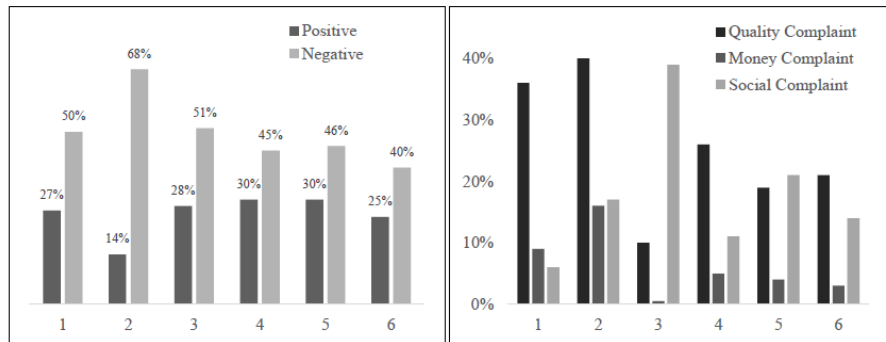 Positive
Negative
68%
50%
51%
45%
46%
40%
27%
14%
28%
30%
30%
25%
1 2 3 4 5 6
Quality Complaint
Money Complaint
Social Complaint
40%
30%
20%
10%
0%
1 2 3 4 5 6